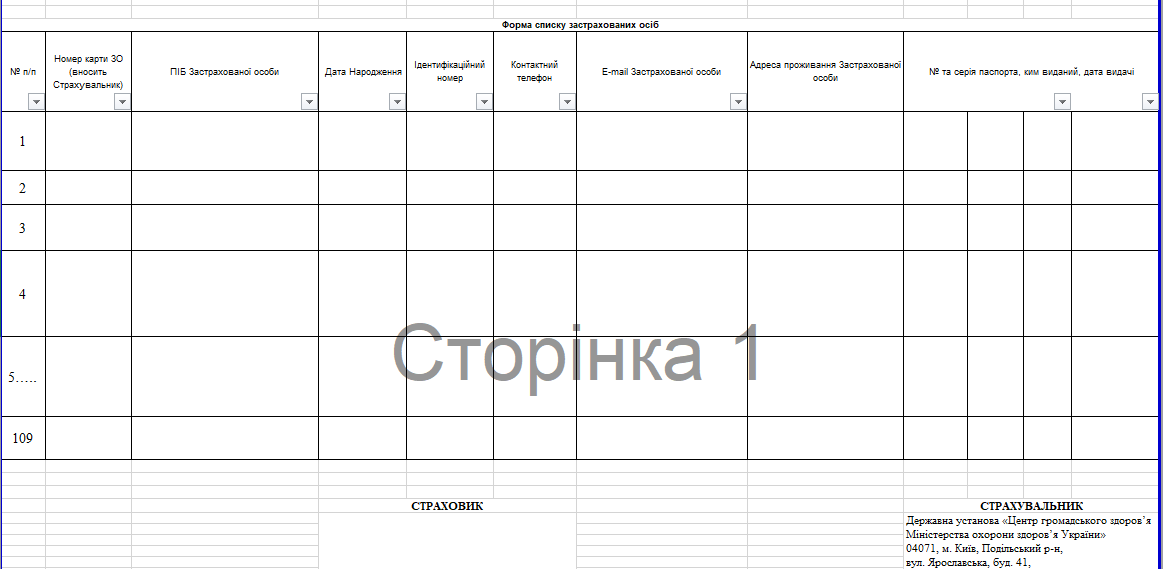 Форма списку застрахованих осіб
№ п/п
Номер карти ЗО
(вносить
Страхувальник)
ПІБ Застрахованої особи
Дата Народження
Ідентифікаційний
номер
Контактний
телефон
E-mail Застрахованої особи
Адреса проживання Застрахованої
особи
№ та серія паспорта, ким виданий, дата видачі
1
2
3
4
5.....
109
Сторінка 1
СТРАХОВИК
СТРАХУВАЛЬНИК
Державна установа «Центр громадського здоров’я
Міністерства охорони здоров’я України»
04071, м. Київ, Подільський р-н,
вул. Ярославська, буд. 41,